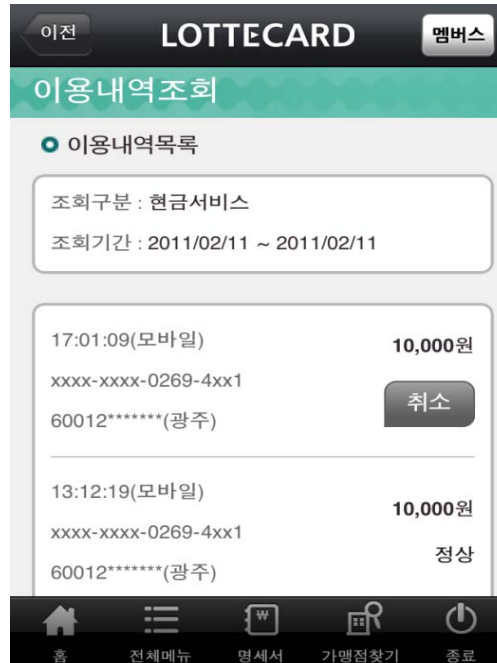 이전
LOTTECARD
멤버스
이용내역조회
이용내역목록
조회구분 : 현금서비스
조회기간 : 2011/02/11 ~ 2011/02/11
17:01:09(모바일)
10,000원
xxxx-xxxx-0269-4xx1
취소
60012*******(광주)
13:12:19(모바일)
10,000원
xxxx-xxxx-0269-4xx1
정상
60012*******(광주)
홈
전체메뉴
명세서
가맹점찾기
종료